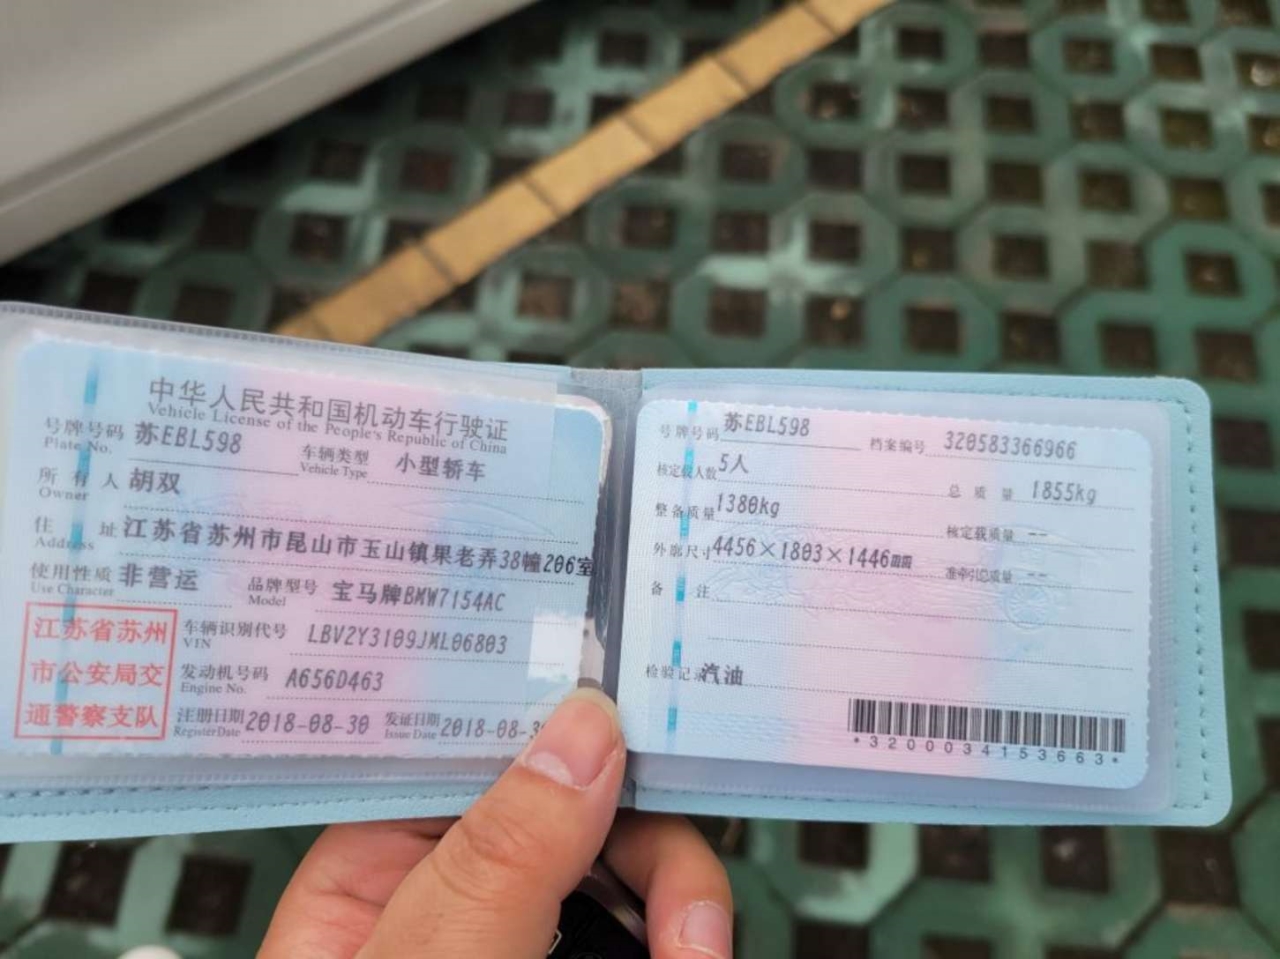 中华人民共和国机动车行驶证
Vehicle License of the People's Republic of China
号牌号码 苏EBL598 车辆类型 小型轿车
Plate No. Vehicle Type
所有人 胡双
Owner
住址 江苏省苏州市昆山市玉山镇果老弄38幢206室
Address
使用性质 非营运 品牌型号 宝马牌BMW7154AC
Use Character Model
江苏省苏州
市公安局交
通警察支队
车辆识别代号 LBV2Y3109JML06803
VIN
发动机号码 A656D463
Engine No.
注册日期 2018-08-30 发证日期 2018-08-3
Register Date Issue Date
号牌号码 苏EBL598 档案编号 320583366966
核定载人数 5人 总质量 1855kg
整备质量 1380kg 核定载质量 --
外廓尺寸 4456×1803×1446mm 准牵引总质量 --
备注
检验记录 汽油
*3200034153663*